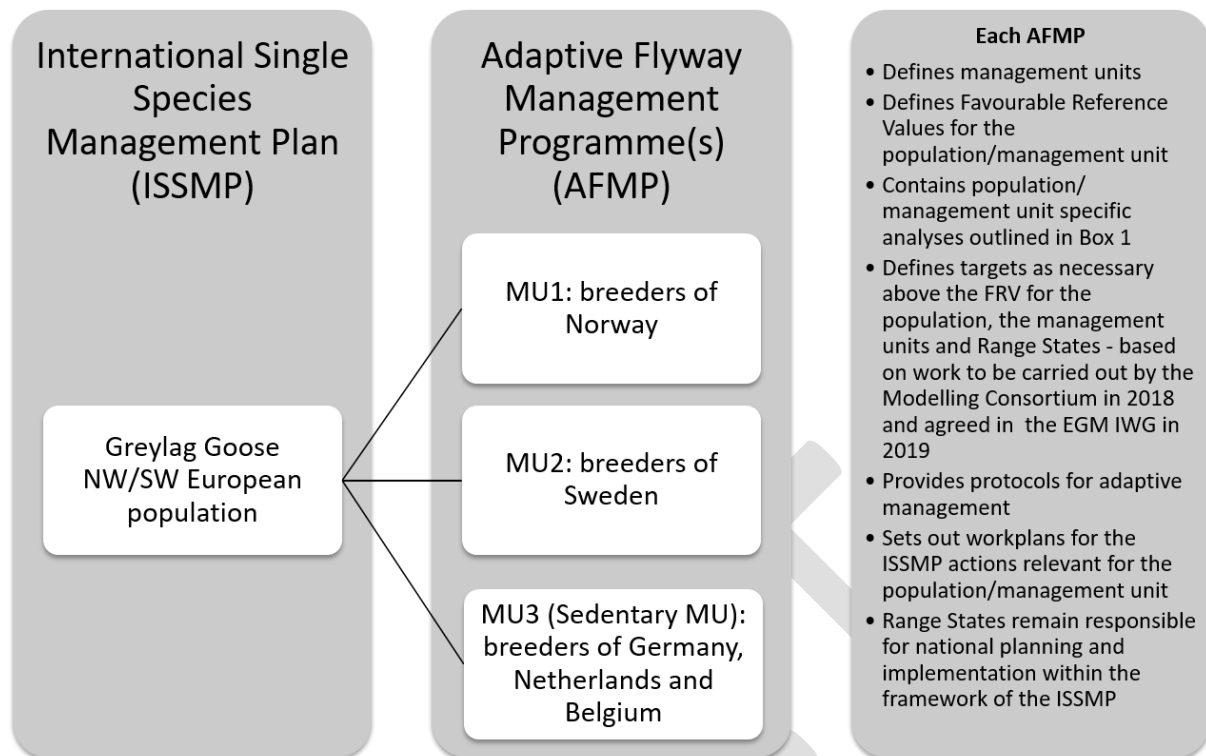 International Single
Species
Management Plan
(ISSMP)
Greylag Goose
NW/SW European
population
Adaptive Flyway
Management
Programme(s)
(AFMP)
MU1: breeders of
Norway
MU2: breeders of
Sweden
MU3 (Sedentary MU):
breeders of Germany,
Netherlands and
Belgium
Each AFMP
• Defines management units
• Defines Favourable Reference
Values for the
population/management unit
• Contains population/
management unit specific
analyses outlined in Box 1
• Defines targets as necessary
above the FRV for the
population, the management
units and Range States - based
on work to be carried out by the
Modelling Consortium in 2018
and agreed in the EGM IWG in
2019
• Provides protocols for adaptive
management
• Sets out workplans for the
ISSMP actions relevant for the
population/management unit
• Range States remain responsible
for national planning and
implementation within the
framework of the ISSMP